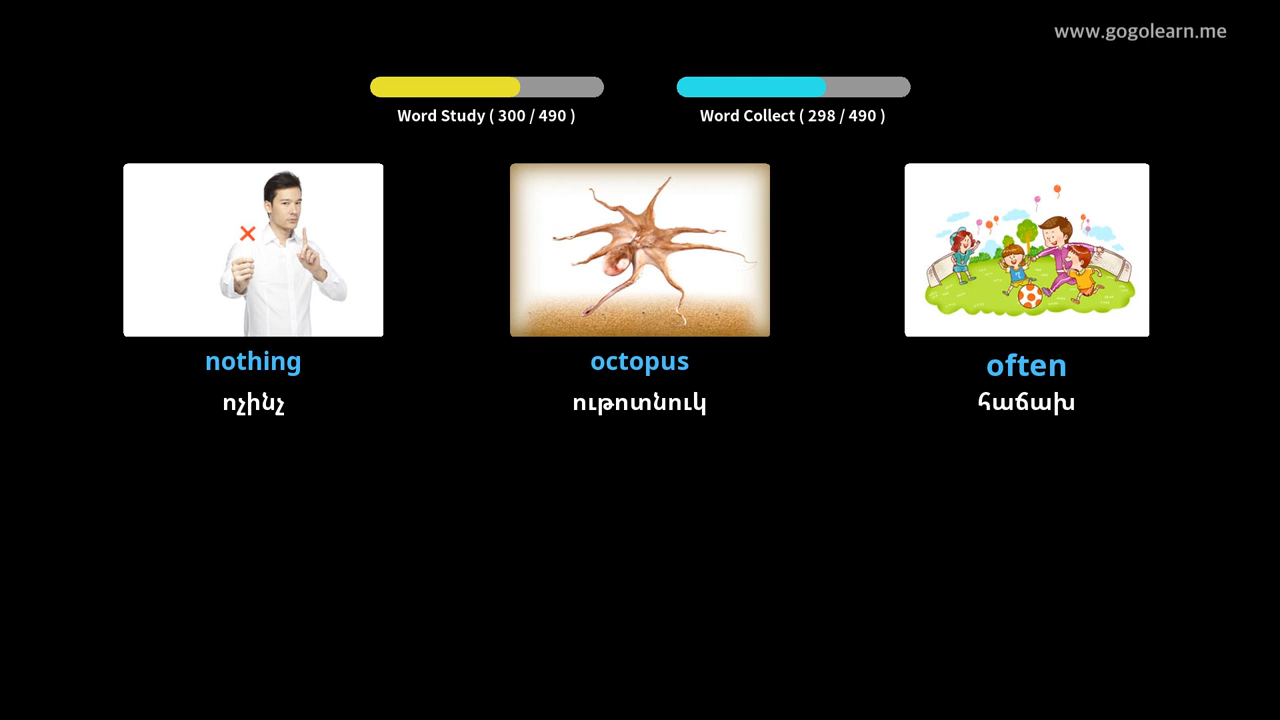 www.gogolearn.me
Word Study ( 300 / 490 )
Word Collect ( 298 / 490 )
nothing
octopus
often
ոչինչ
ութոտնուկ
հաճախ